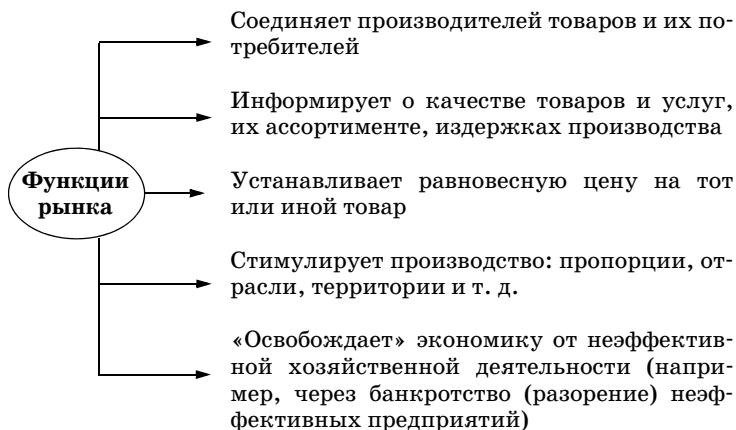 Соединяет производителей товаров и их по-
требителей
Информирует о качестве товаров и услуг,
их ассортименте, издержках производства
Функции
рынка
Устанавливает равновесную цену на тот
или иной товар
Стимулирует производство: пропорции, от-
расли, территории и т. д.
«Освобождает» экономику от неэффектив-
ной хозяйственной деятельности (напри-
мер, через банкротство (разорение) неэф-
фективных предприятий)